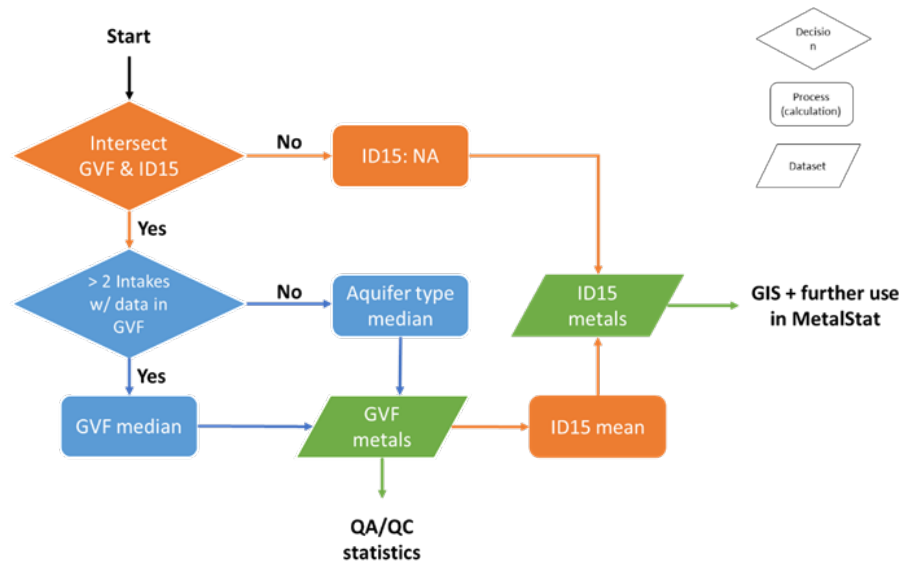 Start
Decisio
n
Process
(calculation)
Dataset
Intersect
GVF & ID15
No
ID15: NA
Yes
> 2 Intakes
w/ data in
GVF
No
Aquifer type
median
ID15
metals
GIS + further use
in MetalStat
Yes
GVF median
GVF
metals
ID15 mean
QA/QC
statistics